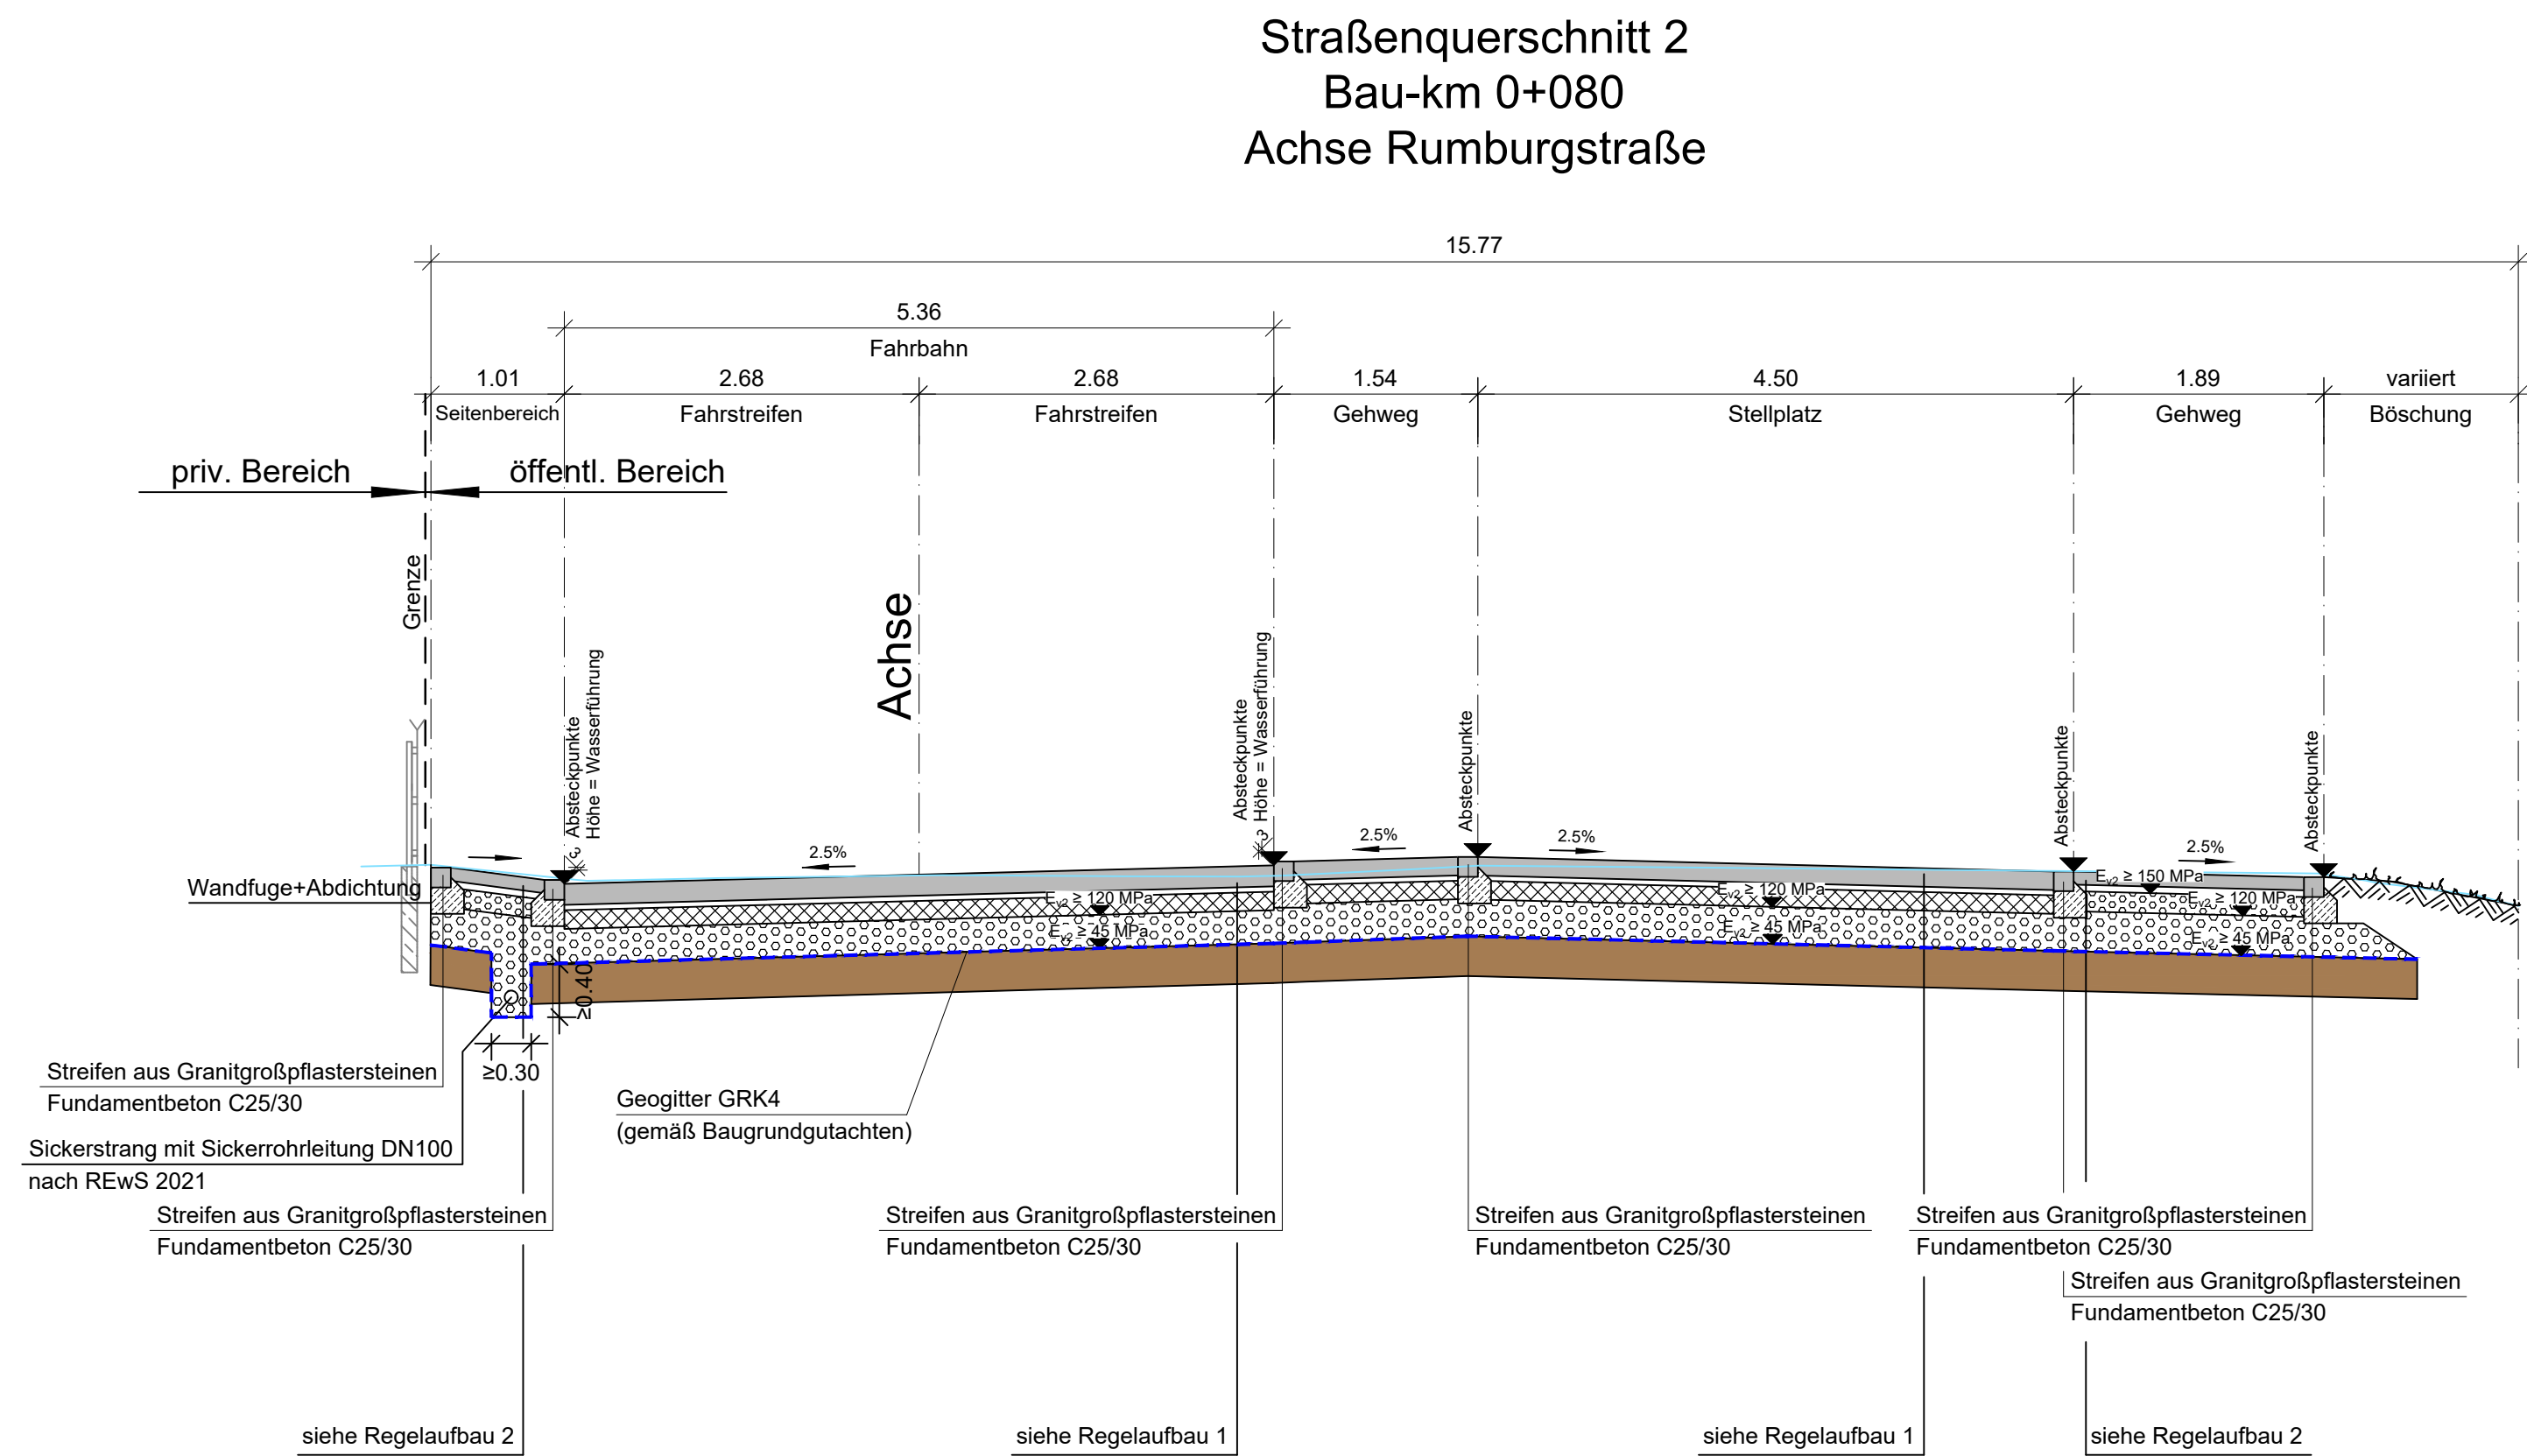 Straßenquerschnitt 2
Bau-km 0+080
Achse Rumburgstraße
15.77
5.36
Fahrbahn
1.01
2.68
2.68
1.54
4.50
1.89
variiert
Seitenbereich
Fahrstreifen
Fahrstreifen
Gehweg
Stellplatz
Gehweg
Böschung
priv. Bereich
öffentl. Bereich
Grenze
Achse
Absteckpunkte
Höhe = Wasserführung
3
Absteckpunkte
Höhe = Wasserführung
3
Absteckpunkte
Absteckpunkte
Absteckpunkte
2.5%
2.5%
2.5%
2.5%
Wandfuge+Abdichtung
Ev2 ≥ 120 MPa
Ev2 ≥ 45 MPa
Ev2 ≥ 120 MPa
Ev2 ≥ 45 MPa
Ev2 ≥ 150 MPa
Ev2 ≥ 120 MPa
Ev2 ≥ 45 MPa
≥0.40
≥0.30
Streifen aus Granitgroßpflastersteinen
Fundamentbeton C25/30
Geogitter GRK4
(gemäß Baugrundgutachten)
Sickerstrang mit Sickerrohrleitung DN100
nach REwS 2021
Streifen aus Granitgroßpflastersteinen
Fundamentbeton C25/30
Streifen aus Granitgroßpflastersteinen
Fundamentbeton C25/30
Streifen aus Granitgroßpflastersteinen
Fundamentbeton C25/30
Streifen aus Granitgroßpflastersteinen
Fundamentbeton C25/30
Streifen aus Granitgroßpflastersteinen
Fundamentbeton C25/30
siehe Regelaufbau 2
siehe Regelaufbau 1
siehe Regelaufbau 1
siehe Regelaufbau 2